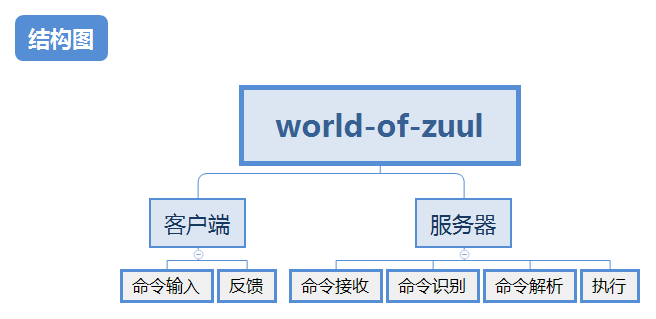 结构图
world-of-zuul
客户端
服务器
命令输入
反馈
命令接收
命令识别
命令解析
执行